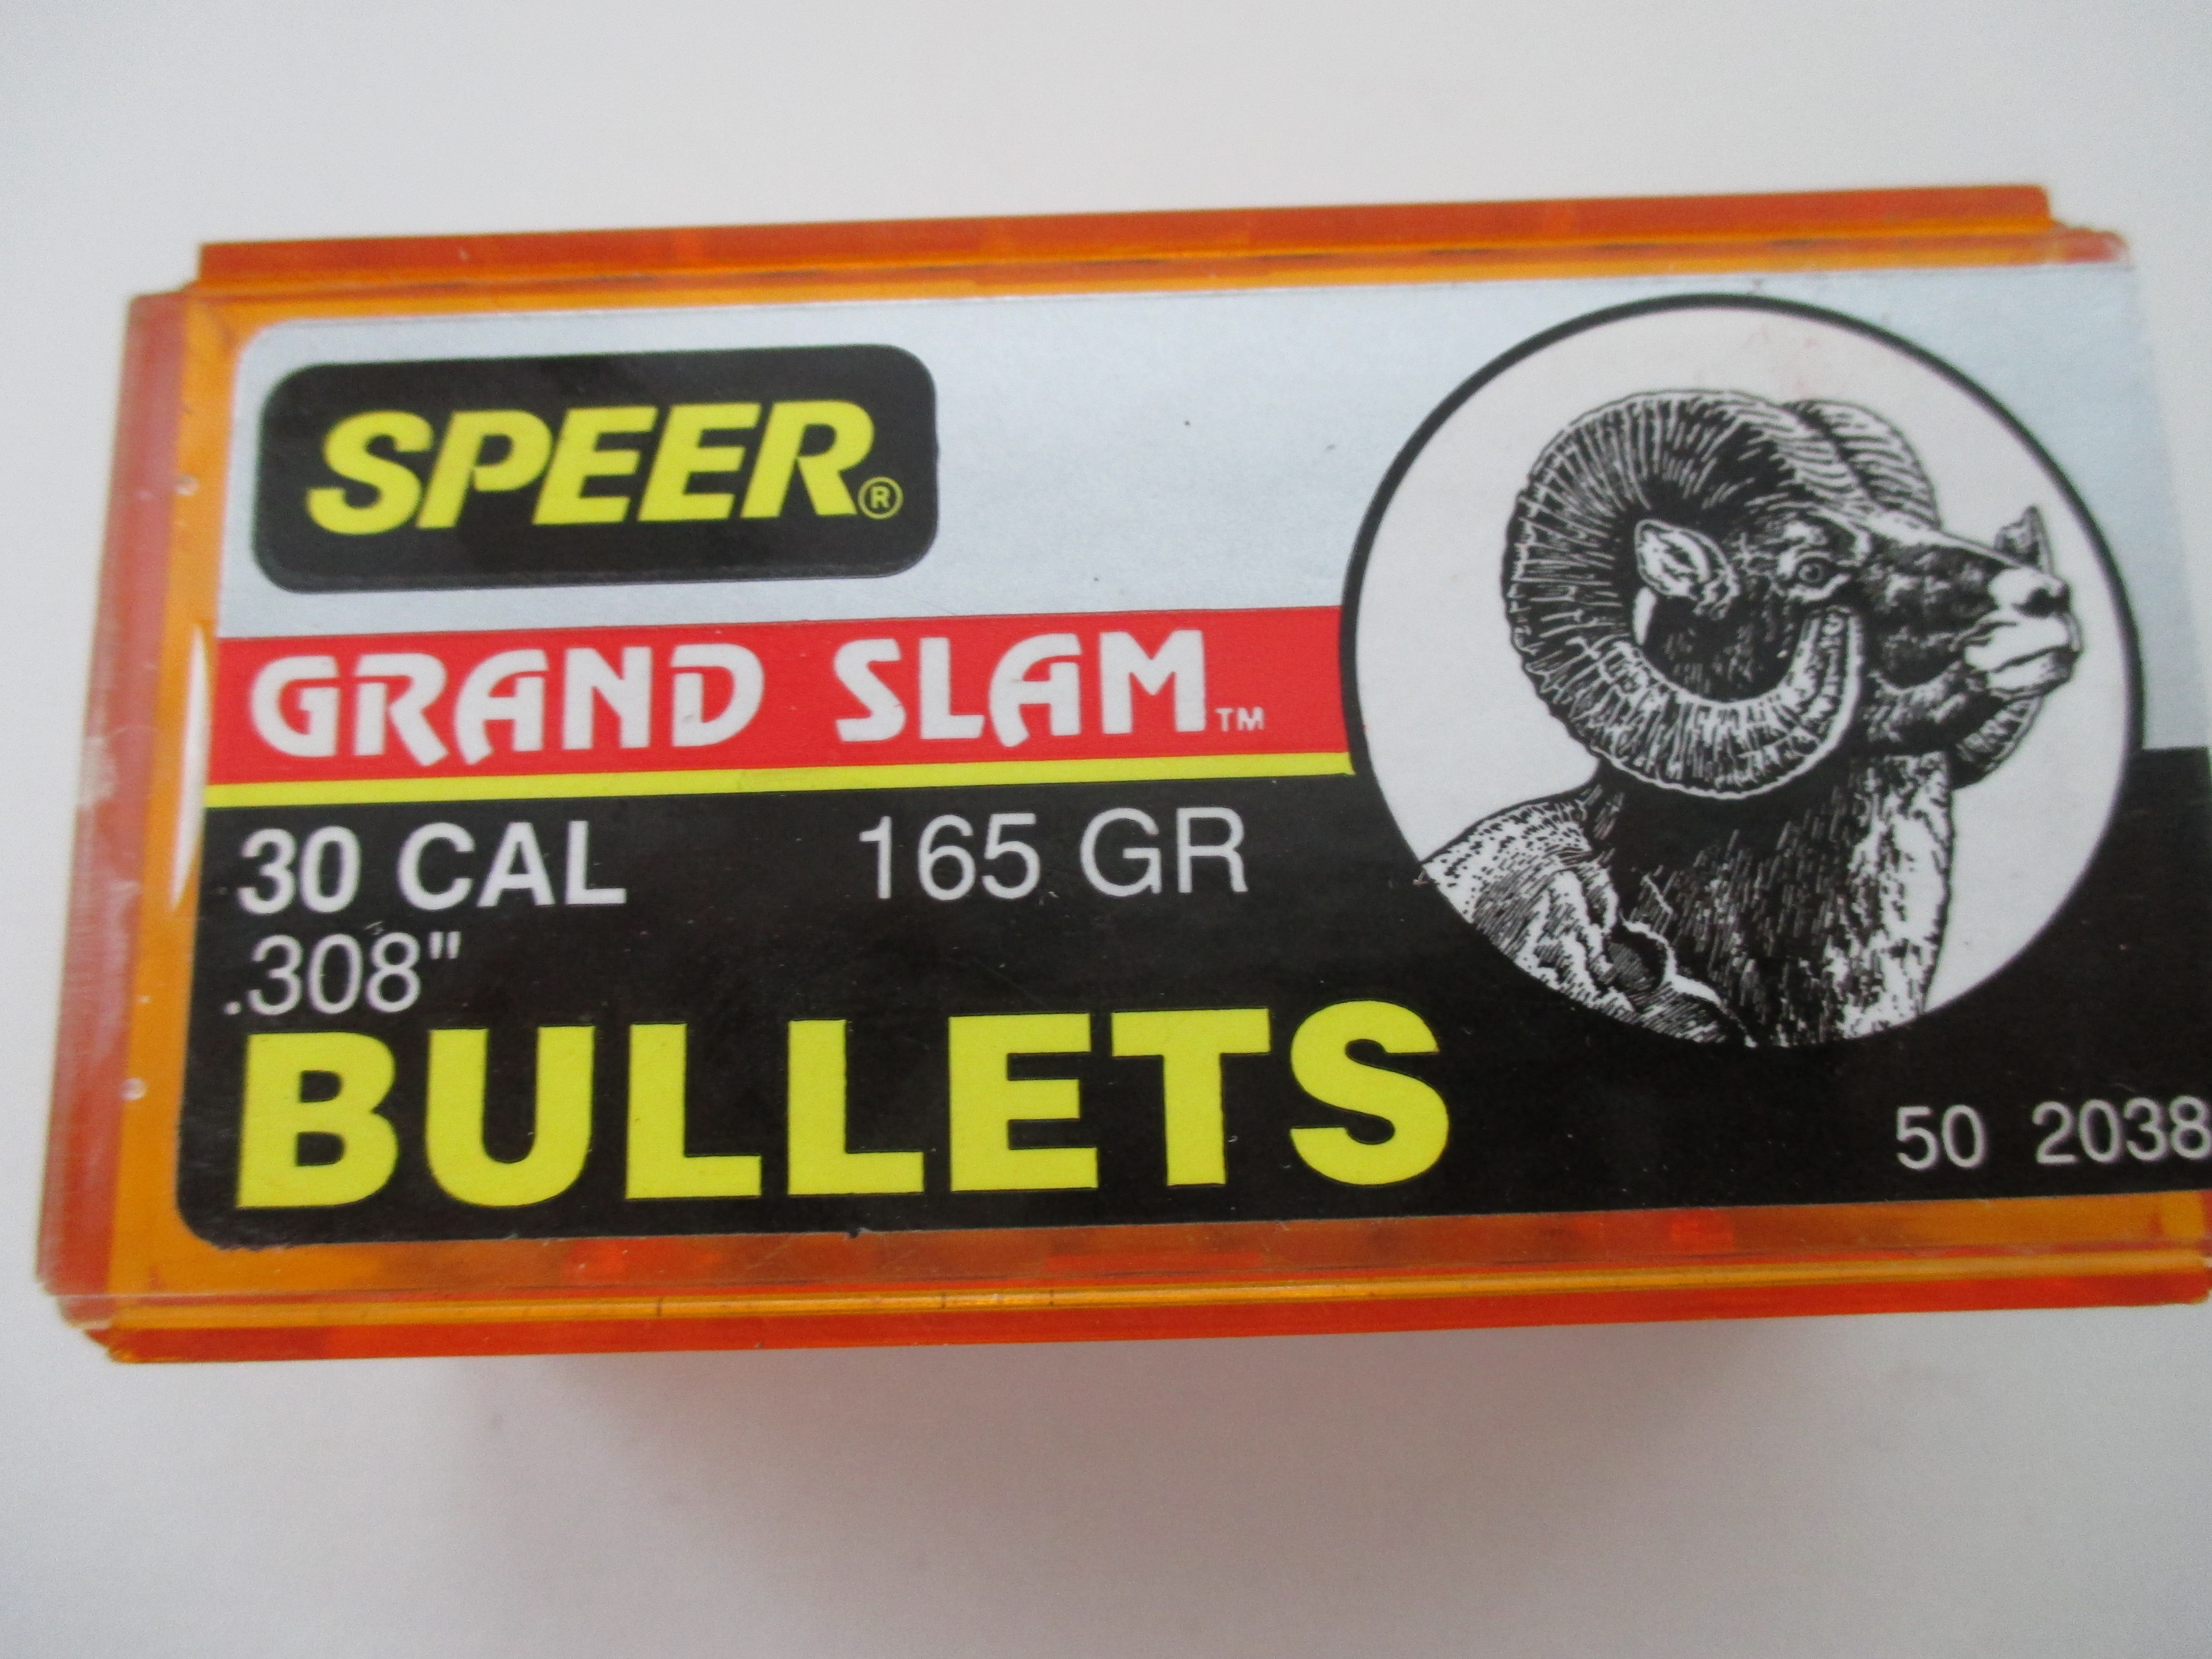 SPEER®
GRAND SLAM™
30 CAL 165 GR
.308"
BULLETS
50 2038